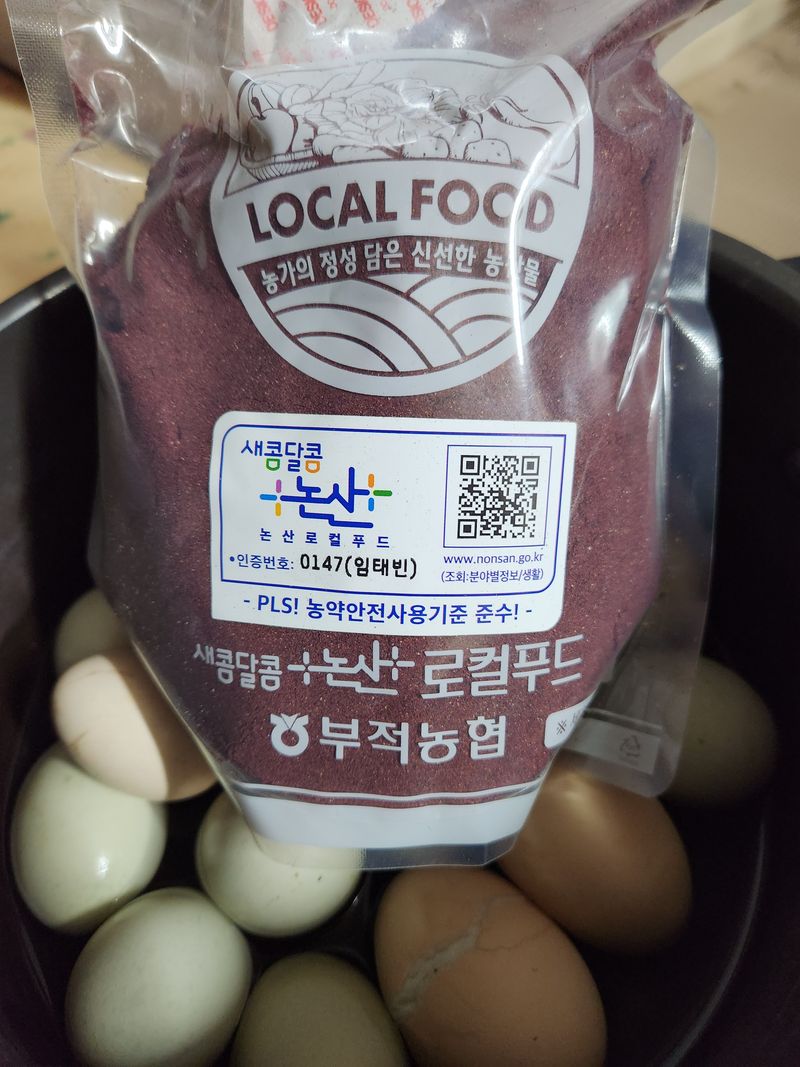 LOCAL FOOD
농가의 정성 담은 신선한 농산물
새콤달콤
논산
논산로컬푸드
•인증번호: 0147(임태빈)
www.nonsan.go.kr
(조회:분야별정보/생활)
- PLS! 농약안전사용기준 준수! -
새콤달콤 논산 로컬푸드
부적농협